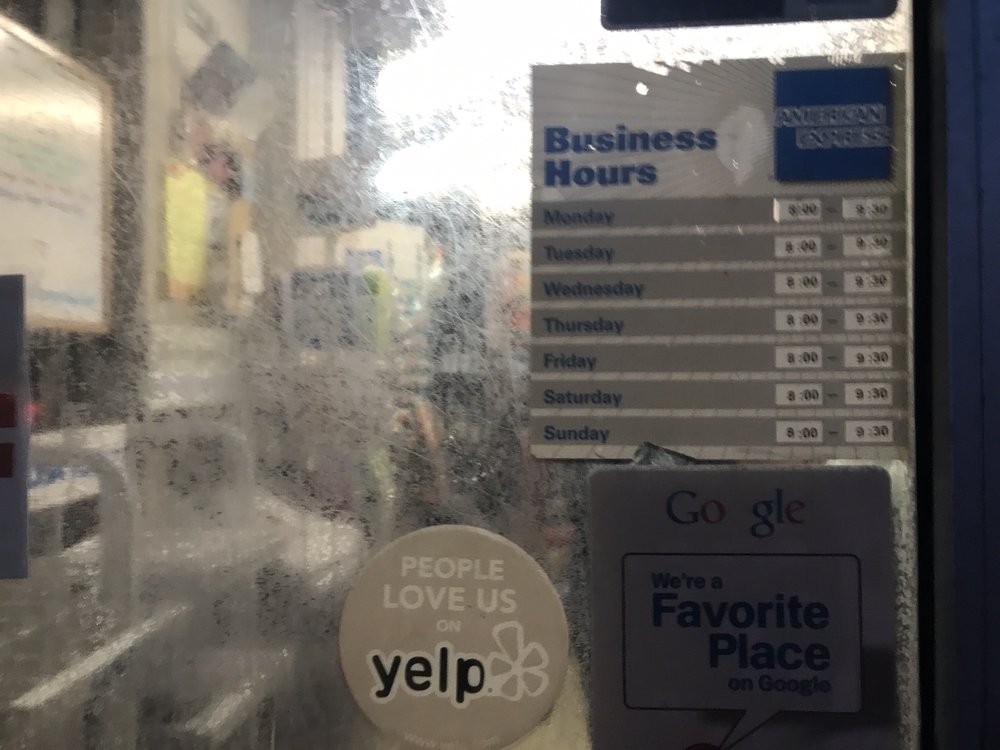 Business
Hours
AMERICAN
EXPRESS
Monday 8:00 – 9:30
Tuesday 8:00 – 9:30
Wednesday 8:00 – 9:30
Thursday 8:00 – 9:30
Friday 8:00 – 9:30
Saturday 8:00 – 9:30
Sunday 8:00 – 9:30
Go gle
We're a
Favorite
Place
on Google
PEOPLE
LOVE US
ON
yelp